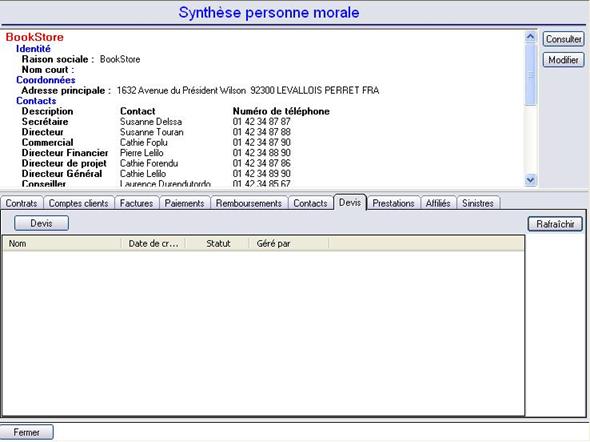 Synthèse personne morale
BookStore
Consulter
Identité
Raison sociale : BookStore
Modifier
Nom court :
Coordonnées
Adresse principale : 1632 Avenue du Président Wilson 92300 LEVALLOIS PERRET FRA
Contacts
Description Contact Numéro de téléphone
Secrétaire Susanne Delssa 01 42 34 87 87
Directeur Susanne Touran 01 42 34 87 88
Commercial Cathie Foplu 01 42 34 87 90
Directeur Financier Pierre Lelilo 01 42 34 88 90
Directeur de projet Cathie Forendu 01 42 34 87 86
Directeur Général Cathie Lelilo 01 42 34 89 90
Conseiller Laurence Durendutordo 01 42 34 85 67
Contrats Comptes clients Factures Paiements Remboursements Contacts Devis Prestations Affiliés Sinistres
Devis Rafraîchir
Nom Date de cr... Statut Géré par
Fermer